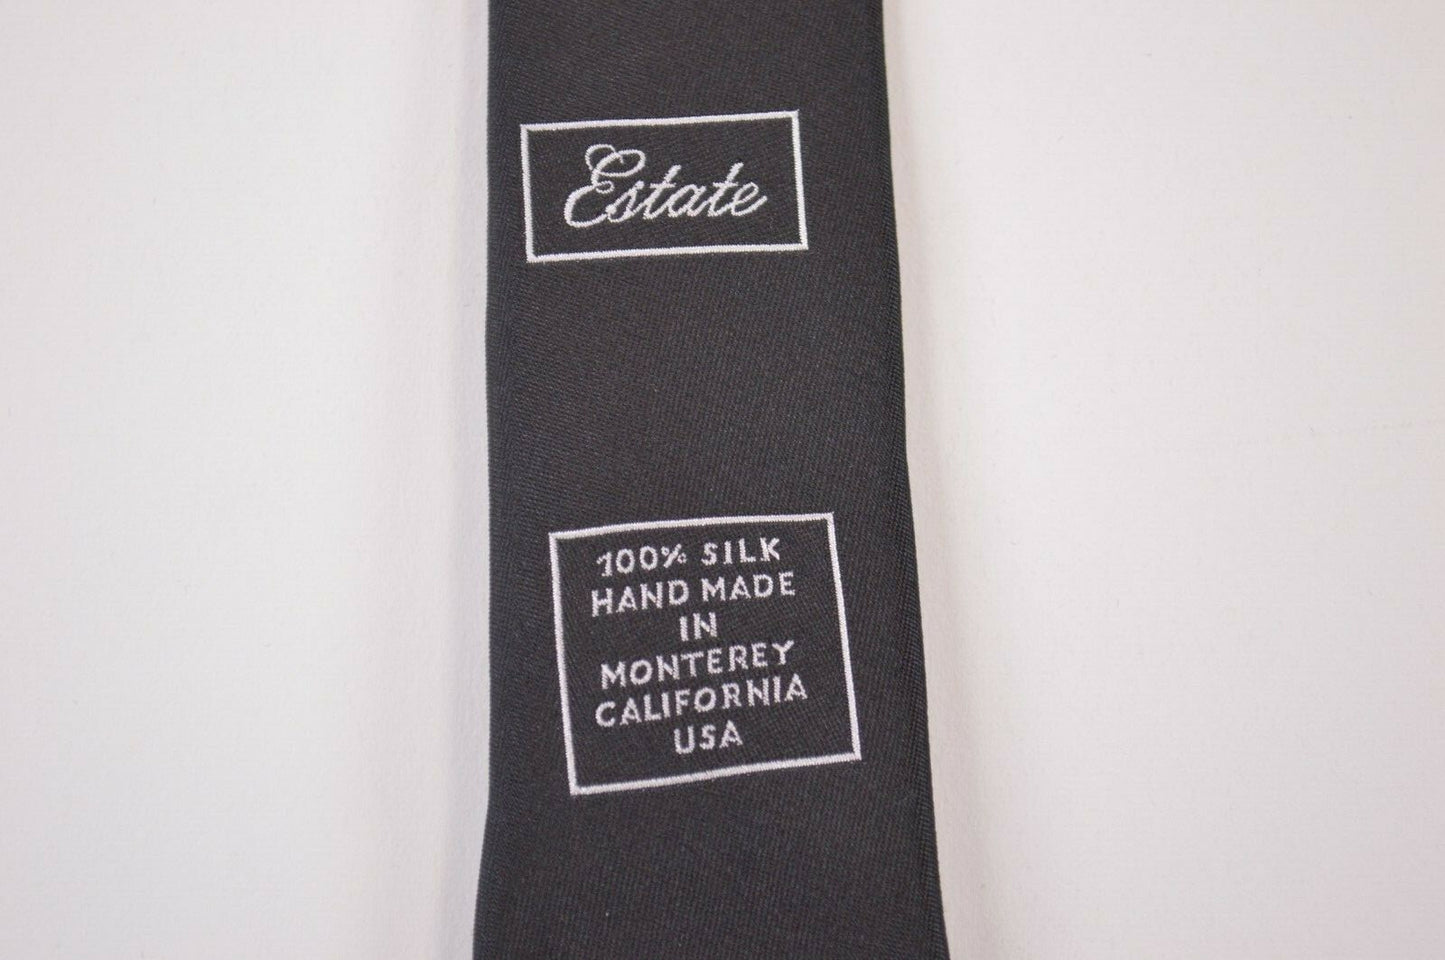 Estate
100% SILK
HAND MADE
IN
MONTEREY
CALIFORNIA
USA